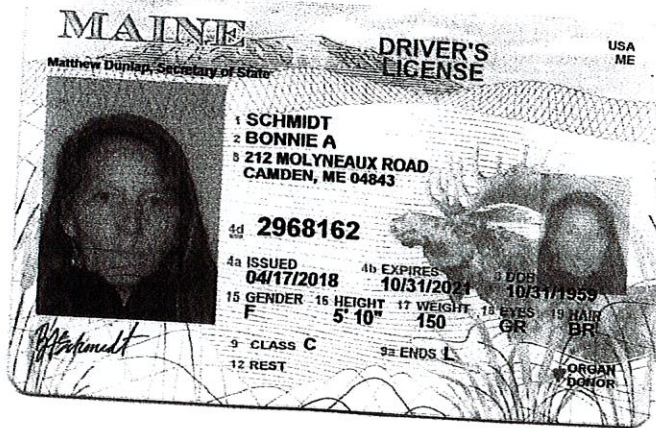 MAINE
Matthew Dunlap, Secretary of State
DRIVER'S
LICENSE
USA
ME
1 SCHMIDT
2 BONNIE A
8 212 MOLYNEAUX ROAD
CAMDEN, ME 04843
4d 2968162
4a ISSUED
04/17/2018
4b EXPIRES
10/31/2021
3 DOB
10/31/1959
15 GENDER
F
16 HEIGHT
5' 10"
17 WEIGHT
150
18 EYES
GR
19 HAIR
BR
9 CLASS C
9a ENDS L
12 REST
ORGAN
DONOR
BASchmidt